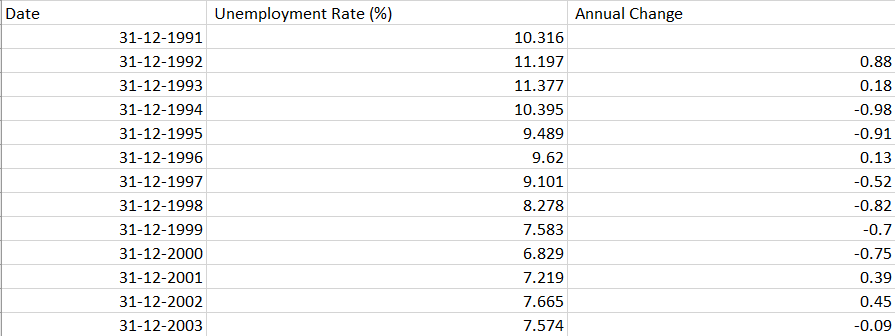 Date Unemployment Rate (%) Annual Change
31-12-1991 10.316
31-12-1992 11.197 0.88
31-12-1993 11.377 0.18
31-12-1994 10.395 -0.98
31-12-1995 9.489 -0.91
31-12-1996 9.62 0.13
31-12-1997 9.101 -0.52
31-12-1998 8.278 -0.82
31-12-1999 7.583 -0.7
31-12-2000 6.829 -0.75
31-12-2001 7.219 0.39
31-12-2002 7.665 0.45
31-12-2003 7.574 -0.09